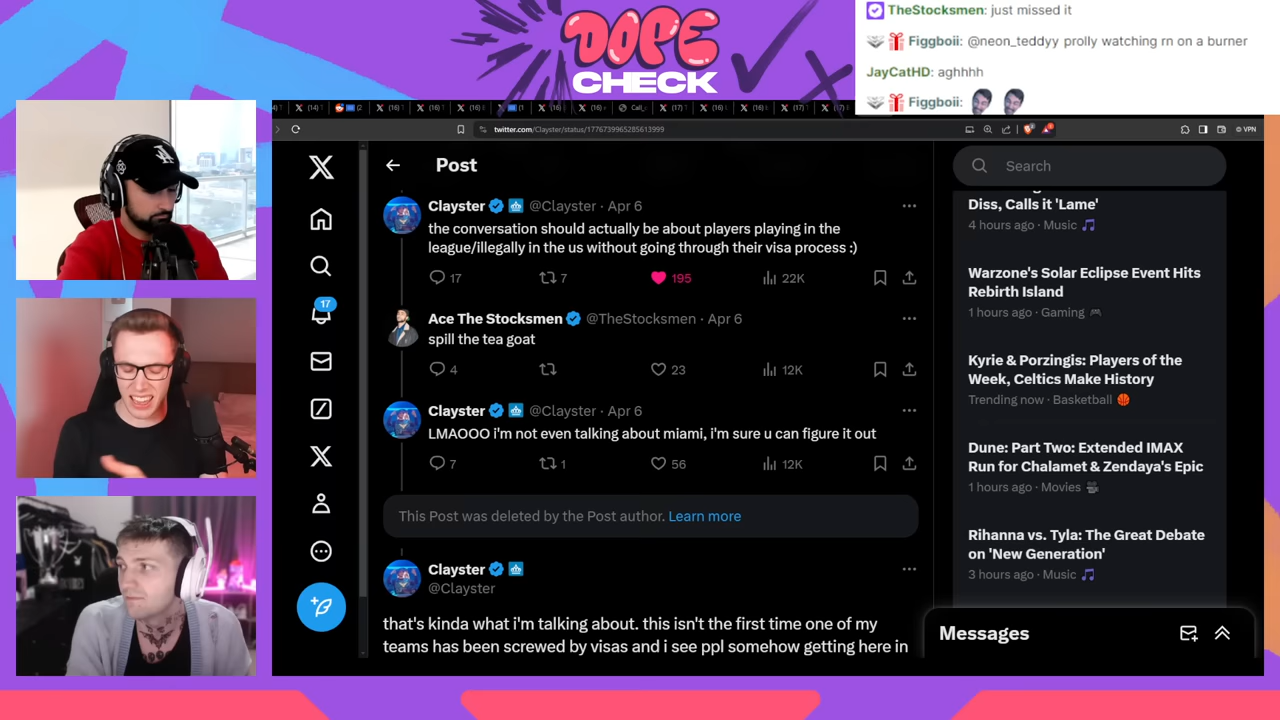 DOPE
CHECK
TheStocksmen: just missed it
Figgboii: @neon_teddyy prolly watching rn on a burner
JayCatHD: aghhhh
Figgboii:
twitter.com/Clayster/status/1776739965285613999
VPN
Post
Search
Clayster @Clayster · Apr 6
the conversation should actually be about players playing in the
league/illegally in the us without going through their visa process :)
17 7 195 22K
Ace The Stocksmen @TheStocksmen · Apr 6
spill the tea goat
4 23 12K
Clayster @Clayster · Apr 6
LMAOOO i'm not even talking about miami, i'm sure u can figure it out
7 1 56 12K
This Post was deleted by the Post author. Learn more
Clayster
@Clayster
that's kinda what i'm talking about. this isn't the first time one of my
teams has been screwed by visas and i see ppl somehow getting here in
17
Diss, Calls it 'Lame'
4 hours ago · Music
Warzone's Solar Eclipse Event Hits
Rebirth Island
1 hours ago · Gaming
Kyrie & Porzingis: Players of the
Week, Celtics Make History
Trending now · Basketball
Dune: Part Two: Extended IMAX
Run for Chalamet & Zendaya's Epic
1 hours ago · Movies
Rihanna vs. Tyla: The Great Debate
on 'New Generation'
3 hours ago · Music
Messages